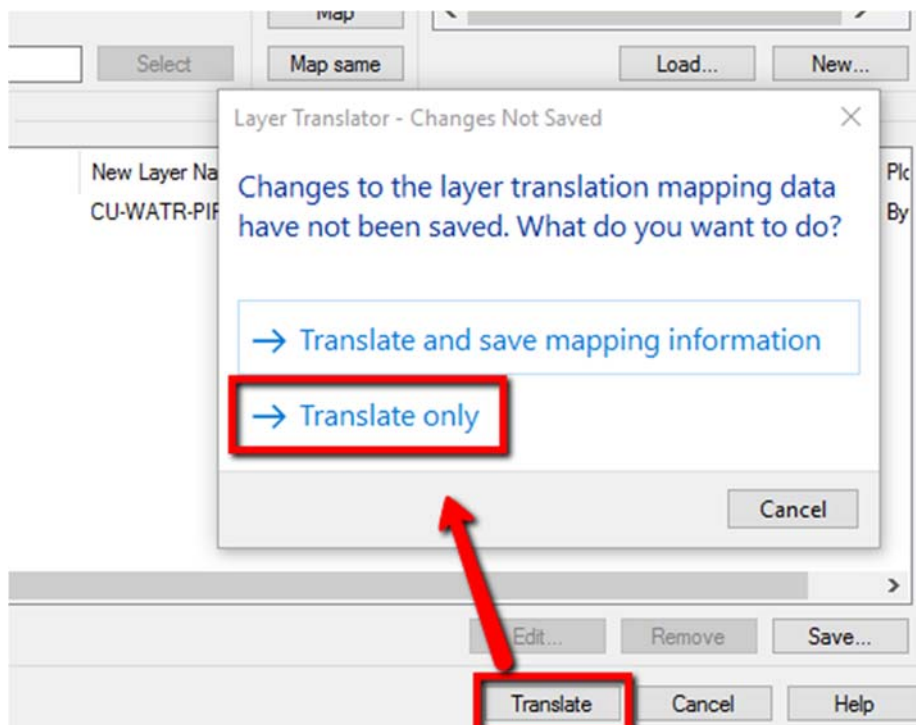 Map
Select Map same Load... New...
Layer Translator - Changes Not Saved
New Layer Na
CU-WATR-PIP
Changes to the layer translation mapping data
have not been saved. What do you want to do?
By
→ Translate and save mapping information
→ Translate only
Cancel
Edit... Remove Save...
Translate Cancel Help